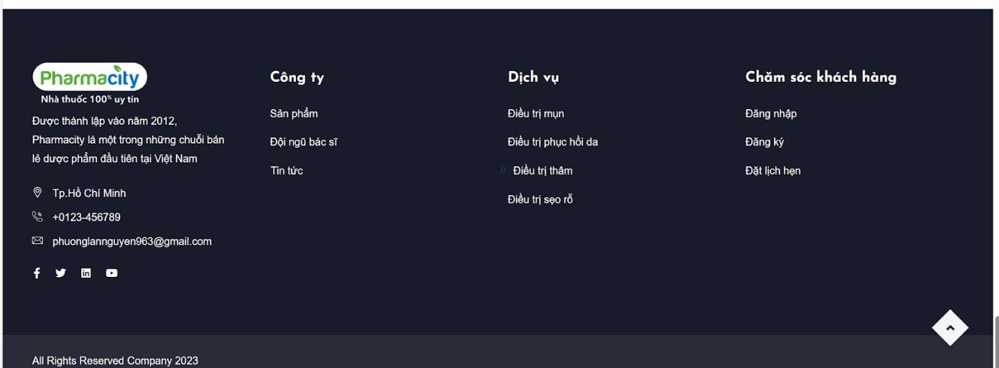 Pharmacity
Nhà thuốc 100% uy tín
Được thành lập vào năm 2012,
Pharmacity là một trong những chuỗi bán
lẻ dược phẩm đầu tiên tại Việt Nam
Tp.Hồ Chí Minh
+0123-456789
phuonglannguyen963@gmail.com
Công ty
Sản phẩm
Đội ngũ bác sĩ
Tin tức
Dịch vụ
Điều trị mụn
Điều trị phục hồi da
// Điều trị thâm
Điều trị sẹo rỗ
Chăm sóc khách hàng
Đăng nhập
Đăng ký
Đặt lịch hẹn
All Rights Reserved Company 2023